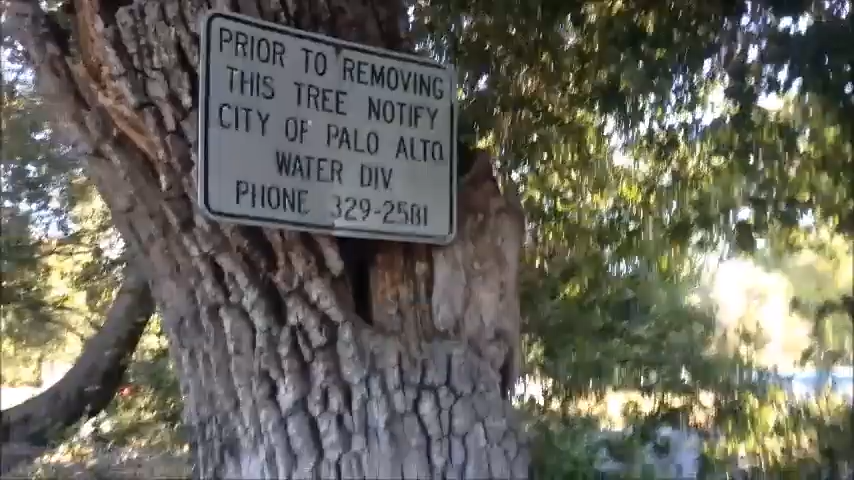 PRIOR TO REMOVING
THIS TREE NOTIFY
CITY OF PALO ALTO
WATER DIV.
PHONE 329-2581